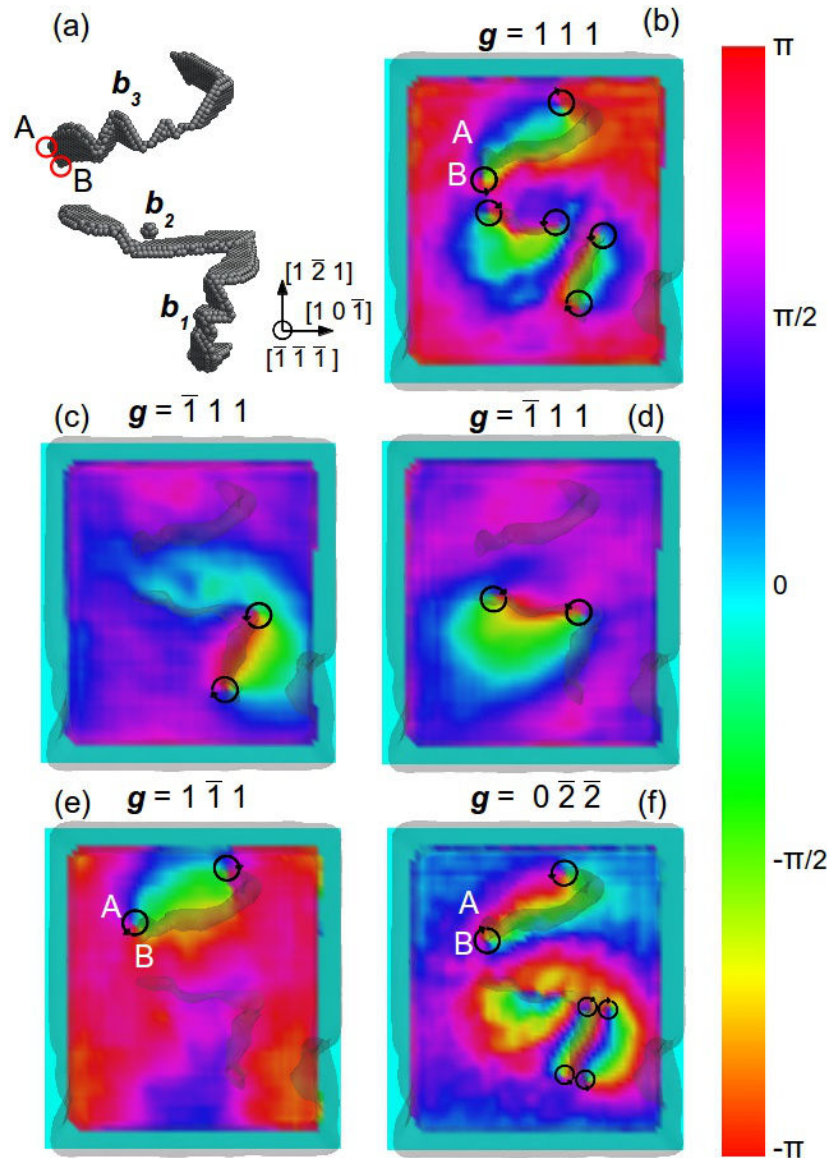 (a)
b₃
A
B
b₂
b₁
[1 2̅ 1]
[1 0 1̅]
[1̅ 1̅ 1̅]
(b)
g = 1 1 1
A
B
(c)
g = 1̅ 1 1
g = 1̅ 1 1
(d)
(e)
g = 1 1̅ 1
A
B
g = 0 2̅ 2̅
(f)
A
B
π
π/2
0
-π/2
-π